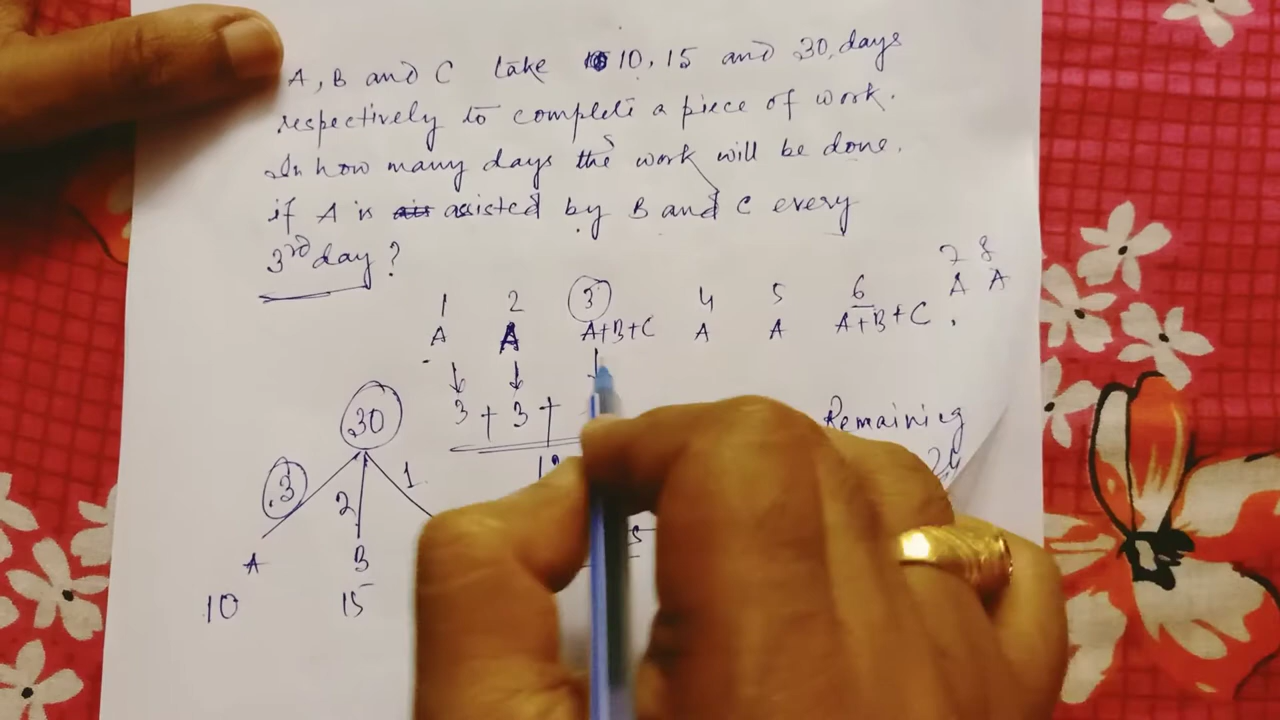 A, B and C take 10, 15 and 30 days
respectively to complete a piece of work.
In how many days the work will be done.
if A is assisted by B and C every
3rd day?
1 2 3 4 5 6 7 8
A A A+B+C A A A+B+C, A A
3 + 3 +
30
Remaining
24
3 2 1
A B
10 15